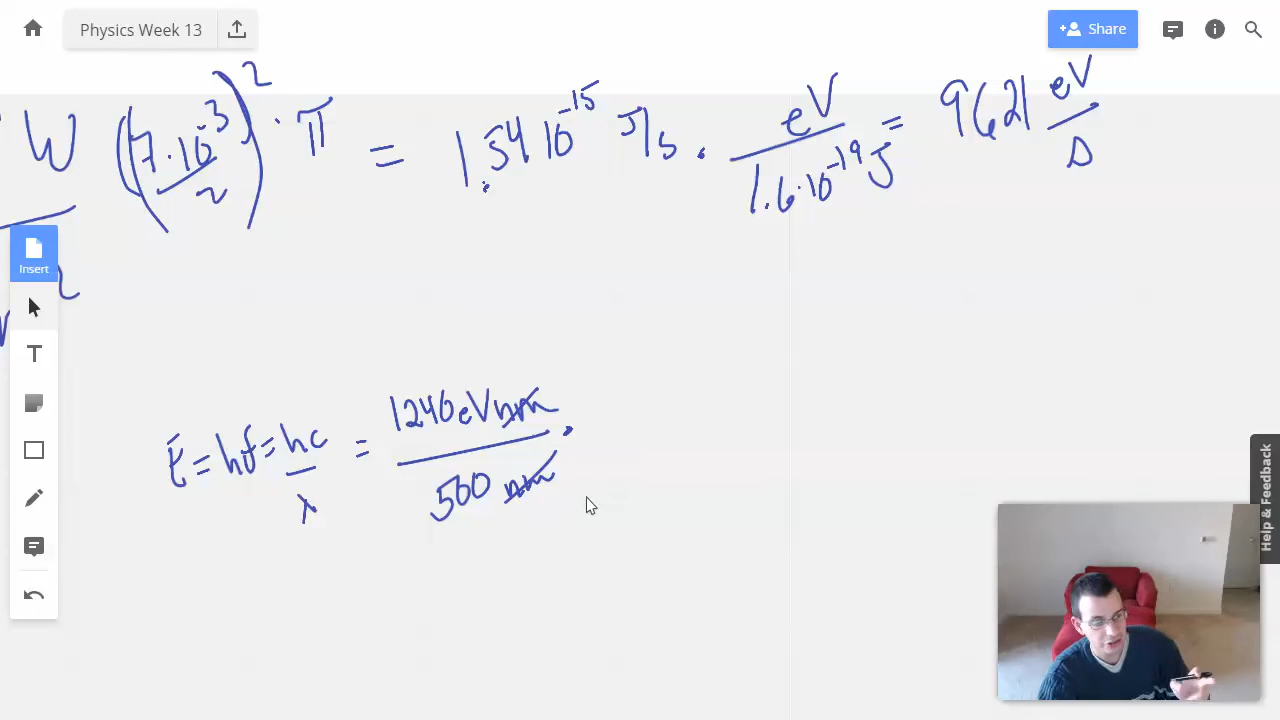 Physics Week 13
Share
W ((7·10⁻³/2))² · π = 1.54 10⁻¹⁵ J/s · eV/1.6·10⁻¹⁹ J = 9621 eV/s
Insert
T
E = hf = hc/λ = 1240 eV nm/500 nm ·
Help & Feedback